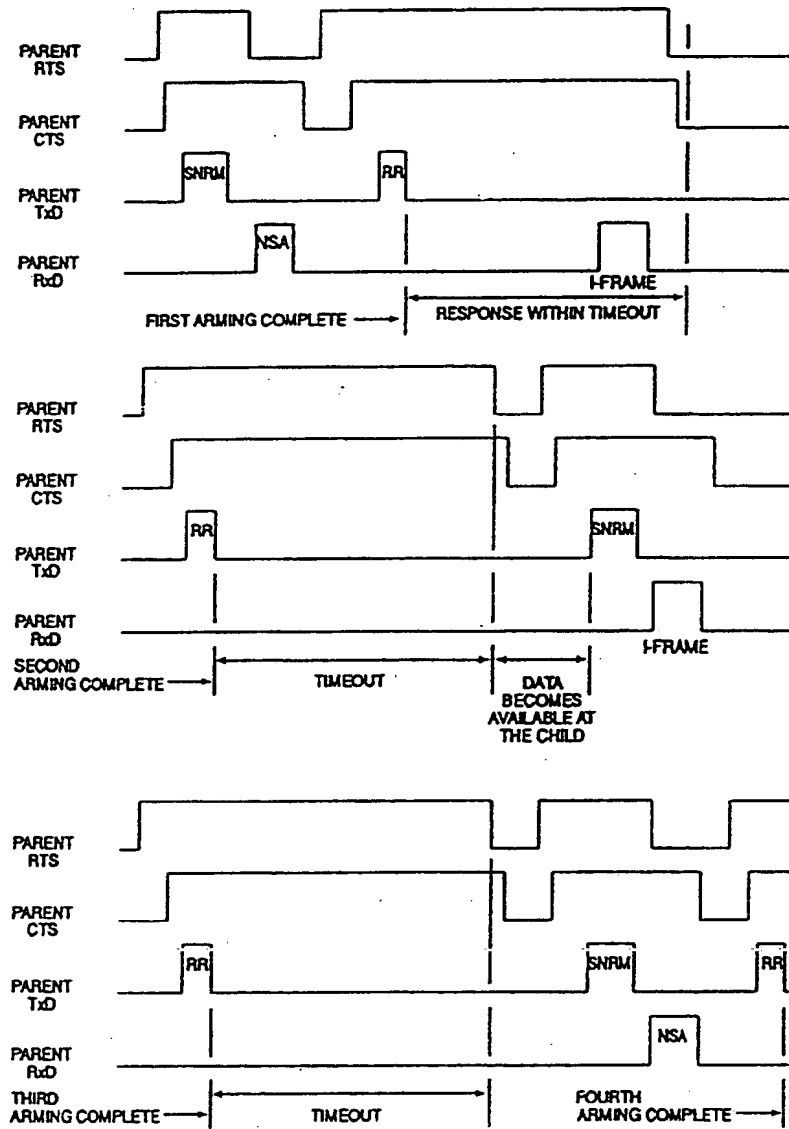 PARENT
RTS
PARENT
CTS
SNRM
RR
PARENT
TxD
NSA
PARENT
RxD
I-FRAME
FIRST ARMING COMPLETE
RESPONSE WITHIN TIMEOUT
PARENT
RTS
PARENT
CTS
RR
SNRM
PARENT
TxD
PARENT
RxD
I-FRAME
SECOND
ARMING COMPLETE
TIMEOUT
DATA
BECOMES
AVAILABLE AT
THE CHILD
PARENT
RTS
PARENT
CTS
RR
SNRM
RR
PARENT
TxD
NSA
PARENT
RxD
THIRD
ARMING COMPLETE
TIMEOUT
FOURTH
ARMING COMPLETE